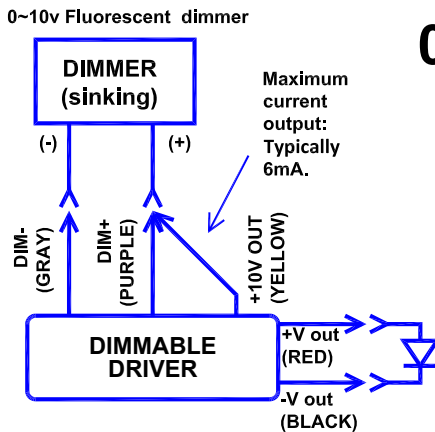 0~10v Fluorescent dimmer
0
DIMMER
(sinking)
Maximum
current
output:
Typically
6mA.
(-)
(+)
DIM-
(GRAY)
DIM+
(PURPLE)
+10V OUT
(YELLOW)
DIMMABLE
DRIVER
+V out
(RED)
-V out
(BLACK)